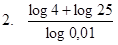 2. (log 4 + log 25) / (log 0,01)